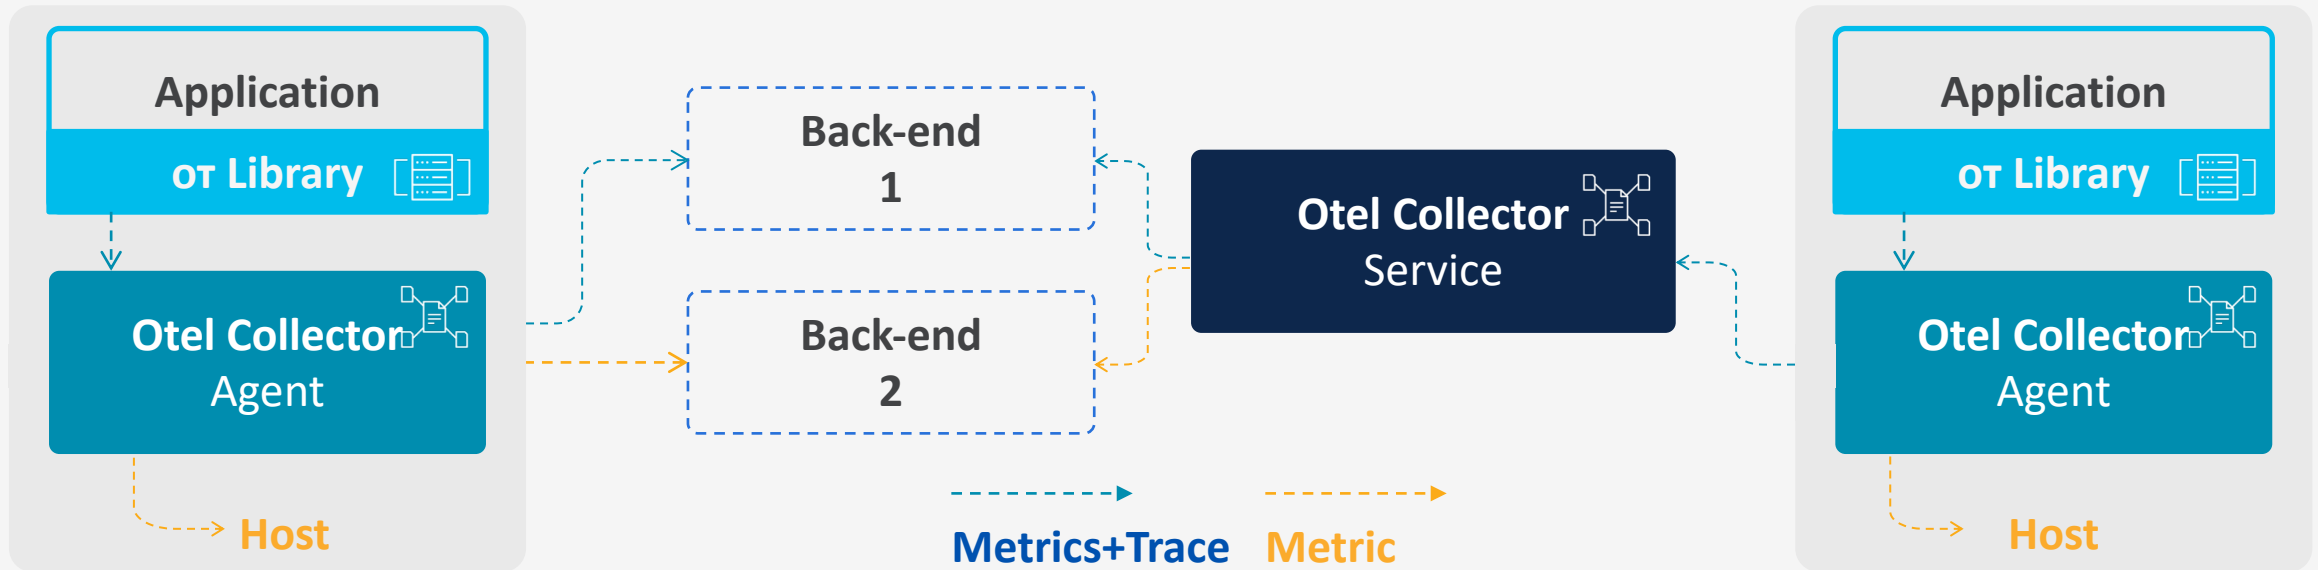 Application
OT Library
Otel Collector
Agent
Host
Back-end
1
Back-end
2
Metrics+Trace
Metric
Otel Collector
Service
Application
OT Library
Otel Collector
Agent
Host